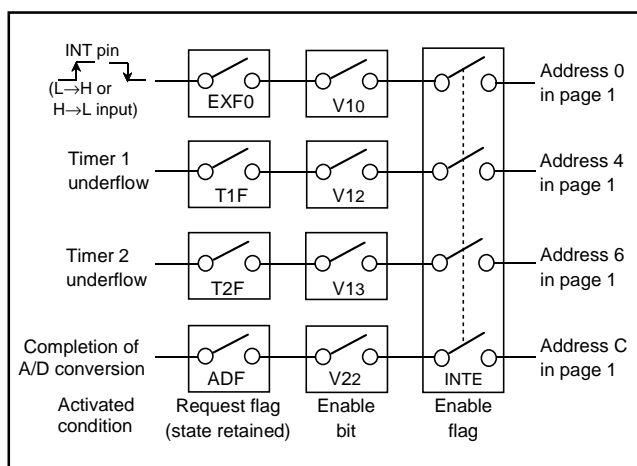 INT pin
(L→H or
H→L input)
EXF0
V10
Address 0
in page 1
Timer 1
underflow
T1F
V12
Address 4
in page 1
Timer 2
underflow
T2F
V13
Address 6
in page 1
Completion of
A/D conversion
ADF
V22
INTE
Address C
in page 1
Activated
condition
Request flag
(state retained)
Enable
bit
Enable
flag